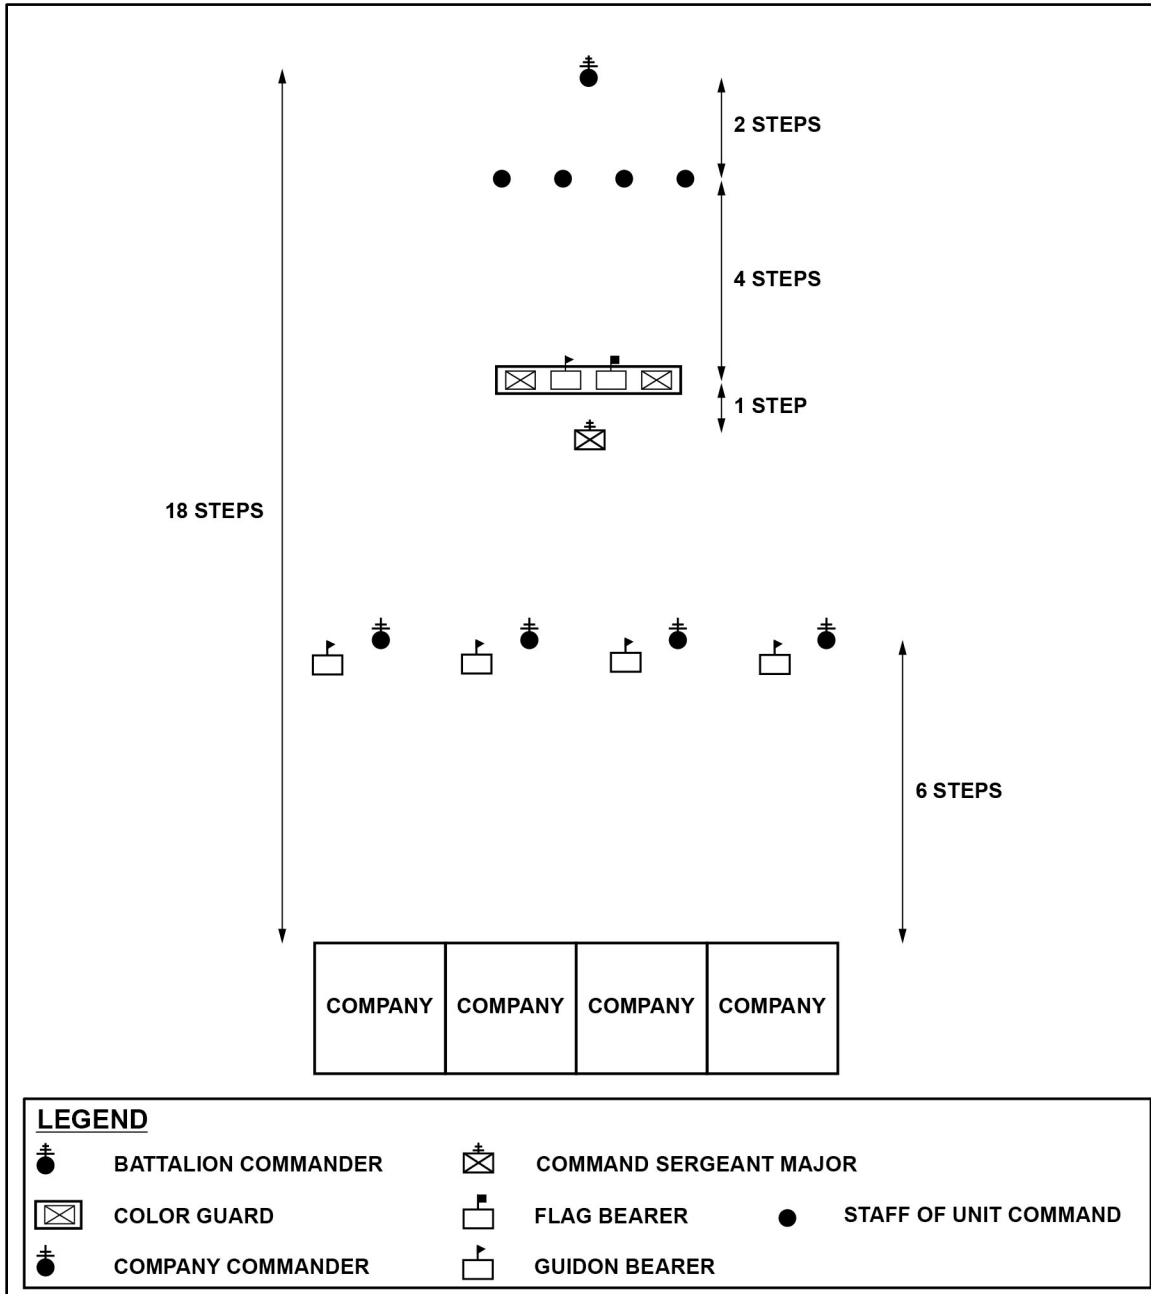 2 STEPS
4 STEPS
1 STEP
18 STEPS
6 STEPS
COMPANY COMPANY COMPANY COMPANY
LEGEND
BATTALION COMMANDER COMMAND SERGEANT MAJOR
COLOR GUARD FLAG BEARER STAFF OF UNIT COMMAND
COMPANY COMMANDER GUIDON BEARER